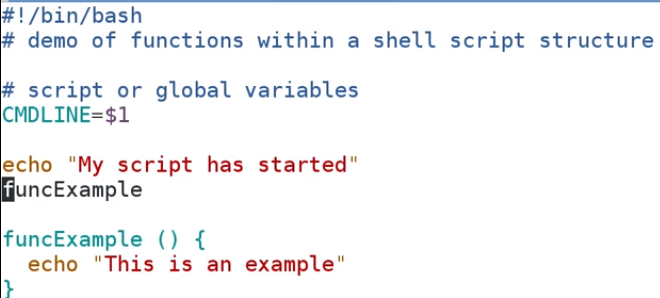 #!/bin/bash
# demo of functions within a shell script structure
# script or global variables
CMDLINE=$1
echo "My script has started"
funcExample
funcExample () {
  echo "This is an example"
}